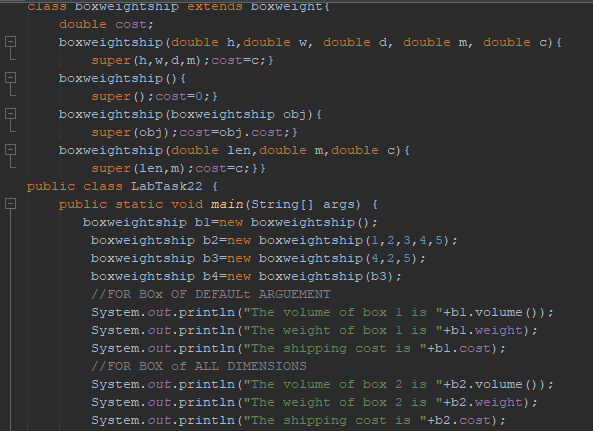 class boxweightship extends boxweight{
double cost;
boxweightship(double h,double w, double d, double m, double c){
super(h,w,d,m);cost=c;}
boxweightship(){
super();cost=0;}
boxweightship(boxweightship obj){
super(obj);cost=obj.cost;}
boxweightship(double len,double m,double c){
super(len,m);cost=c;}}
public class LabTask22 {
public static void main(String[] args) {
boxweightship b1=new boxweightship();
boxweightship b2=new boxweightship(1,2,3,4,5);
boxweightship b3=new boxweightship(4,2,5);
boxweightship b4=new boxweightship(b3);
//FOR BOx OF DEFAULt ARGUEMENT
System.out.println("The volume of box 1 is "+b1.volume());
System.out.println("The weight of box 1 is "+b1.weight);
System.out.println("The shipping cost is "+b1.cost);
//FOR BOX of ALL DIMENSIONS
System.out.println("The volume of box 2 is "+b2.volume());
System.out.println("The weight of box 2 is "+b2.weight);
System.out.println("The shipping cost is "+b2.cost);